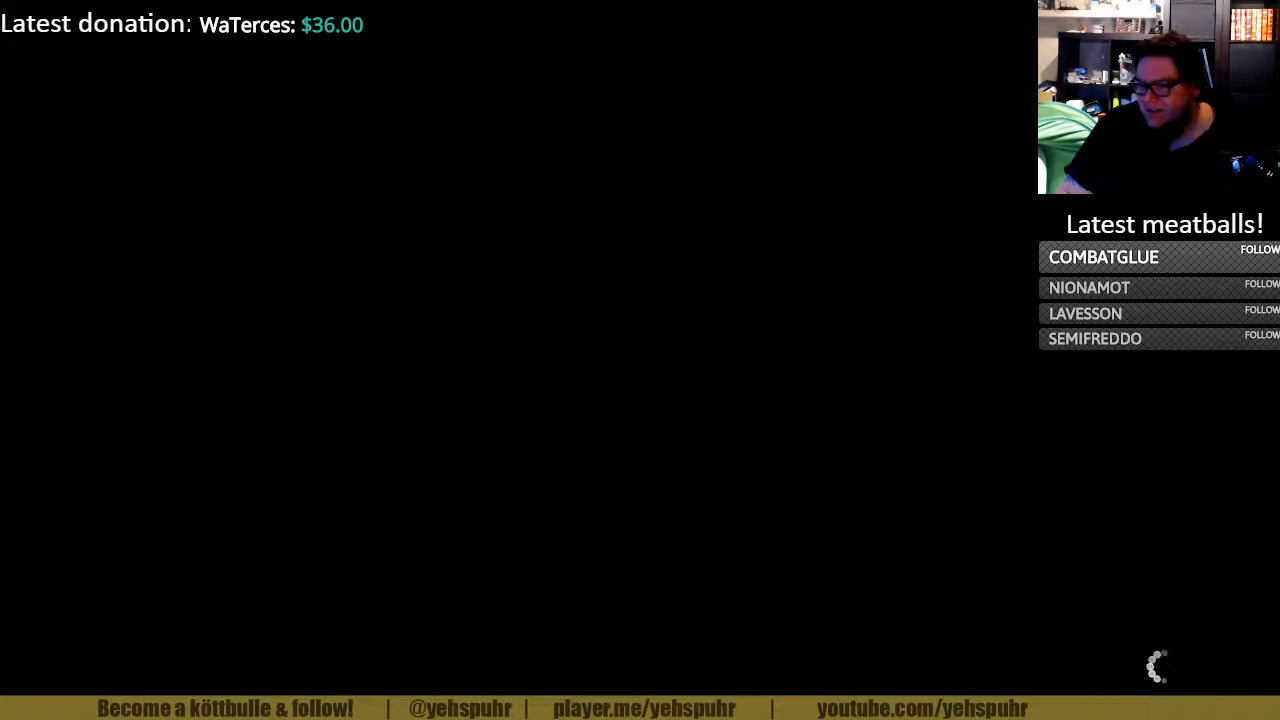 Latest donation: WaTerces: $36.00
Latest meatballs!
COMBATGLUE FOLLOW
NIONAMOT FOLLOW
LAVESSON FOLLOW
SEMIFREDDO FOLLOW
Become a köttbulle & follow! | @yehspuhr | player.me/yehspuhr | youtube.com/yehspuhr